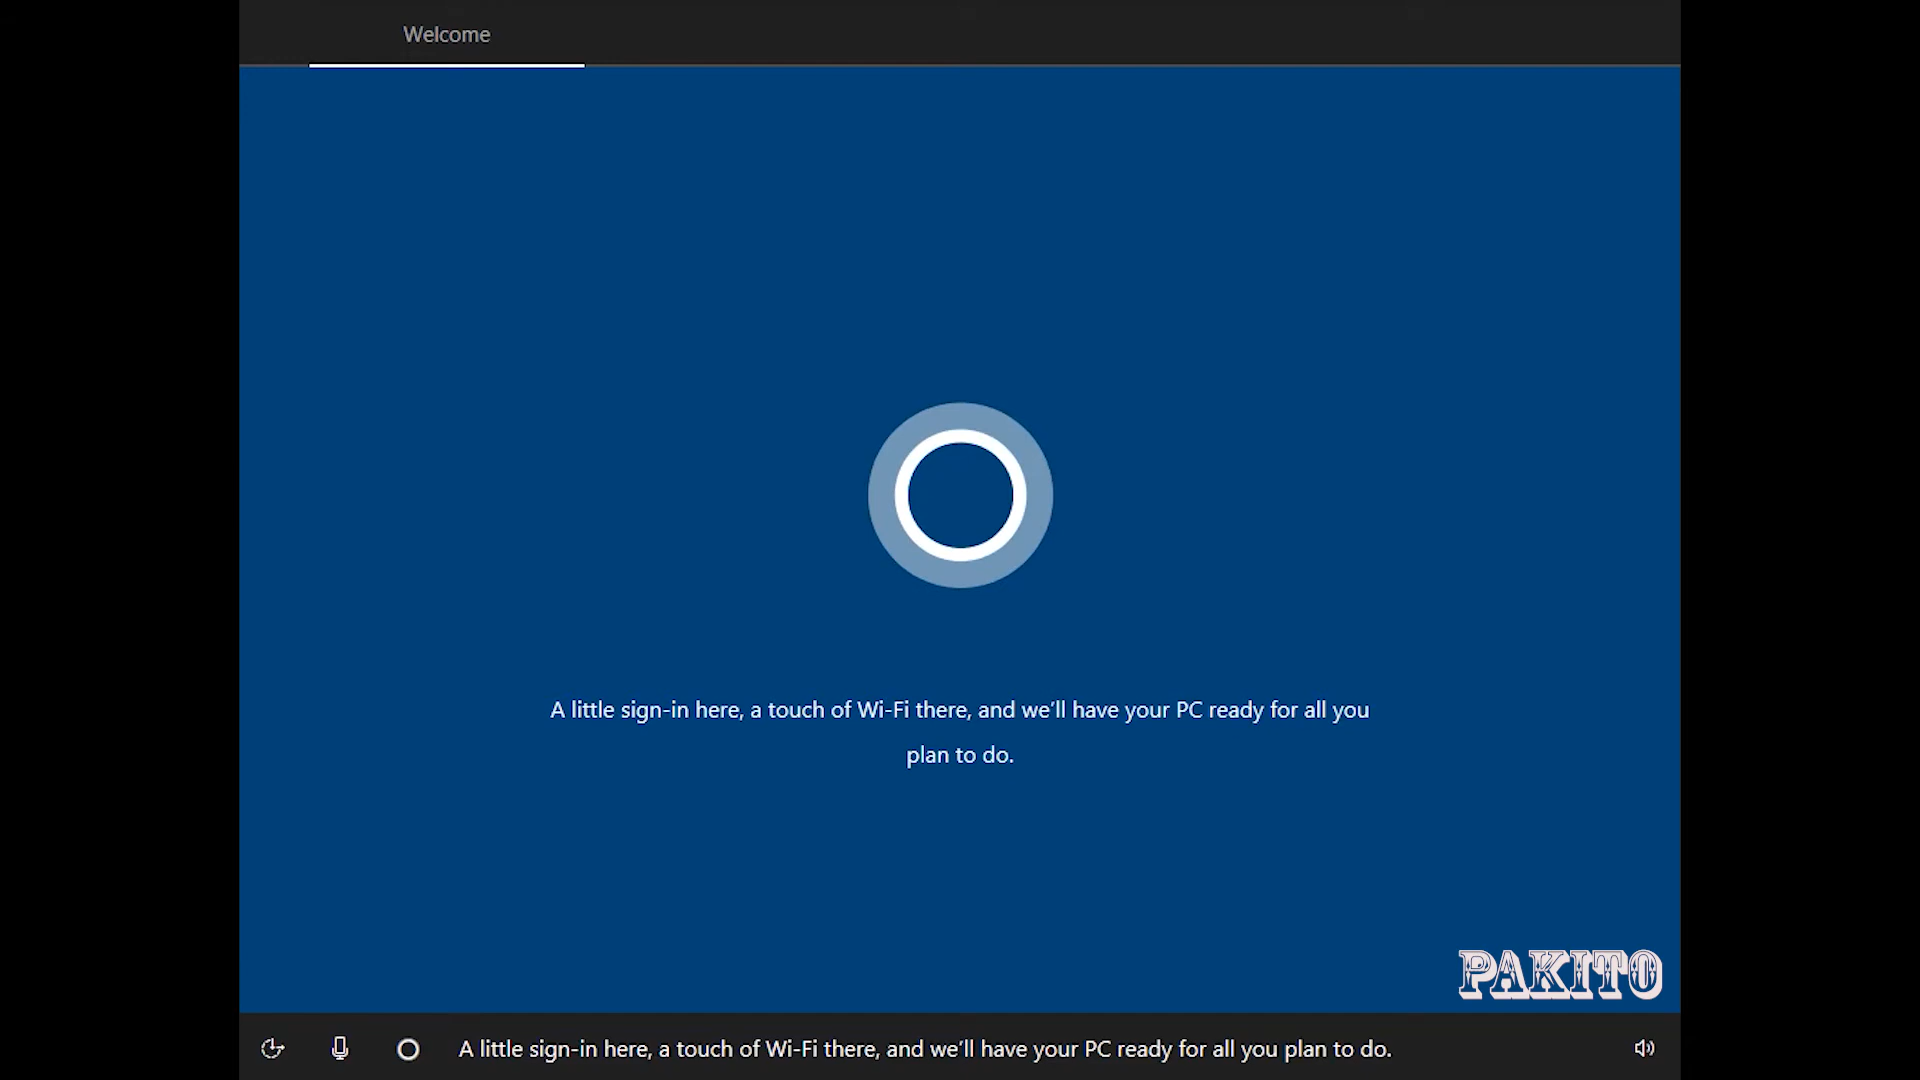 Welcome
A little sign-in here, a touch of Wi-Fi there, and we’ll have your PC ready for all you
plan to do.
PAKITO
A little sign-in here, a touch of Wi-Fi there, and we’ll have your PC ready for all you plan to do.